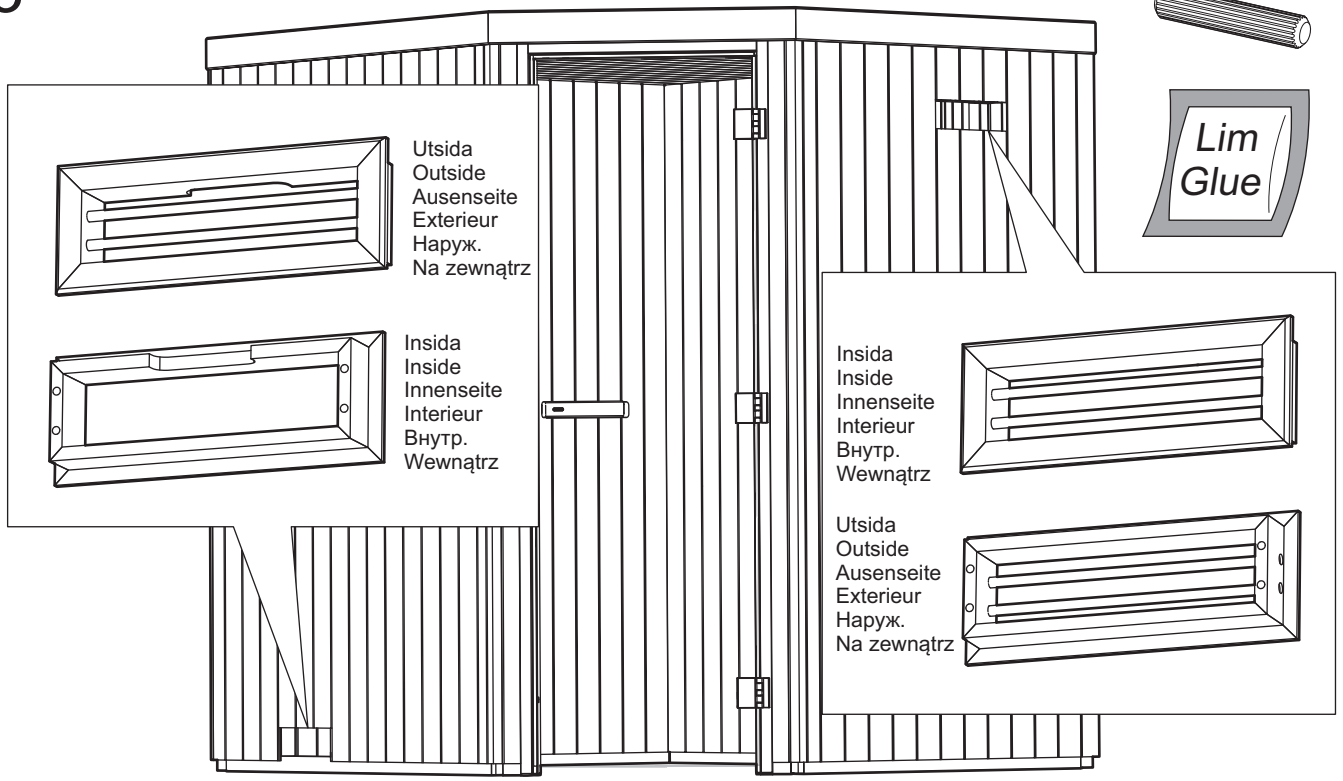 Utsida
Outside
Ausenseite
Exterieur
Наруж.
Na zewnątrz
Insida
Inside
Innenseite
Interieur
Внутр.
Wewnątrz
Lim
Glue
Insida
Inside
Innenseite
Interieur
Внутр.
Wewnątrz
Utsida
Outside
Ausenseite
Exterieur
Наруж.
Na zewnątrz